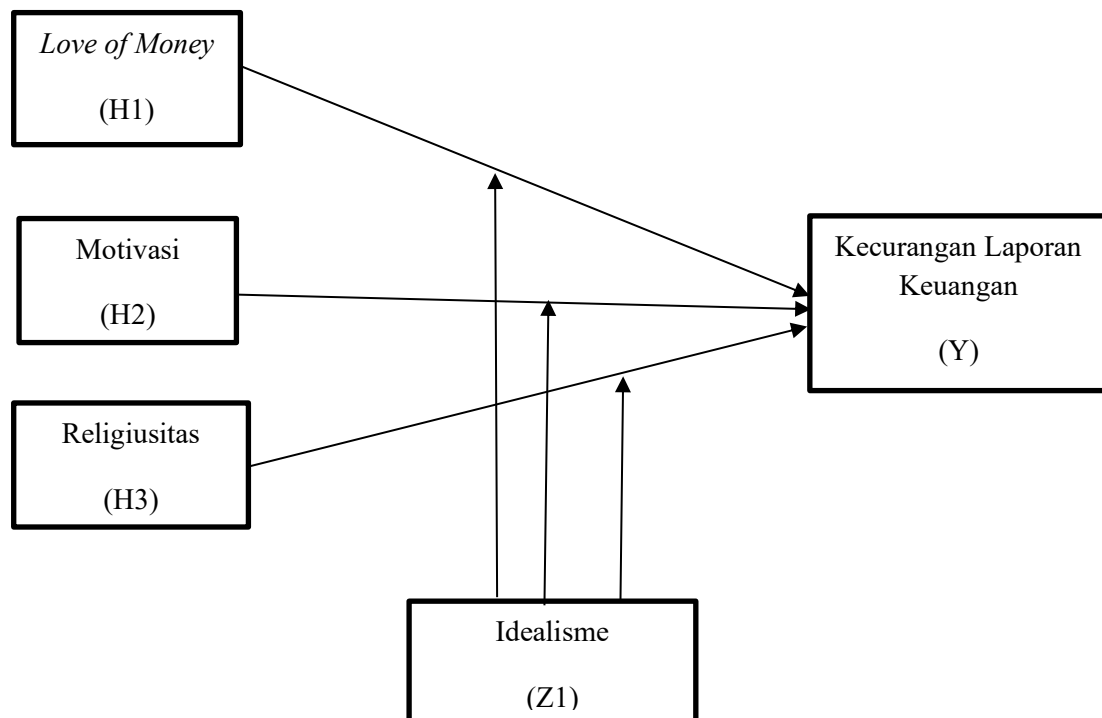 Love of Money
(H1)
Motivasi
(H2)
Religiusitas
(H3)
Kecurangan Laporan
Keuangan
(Y)
Idealisme
(Z1)